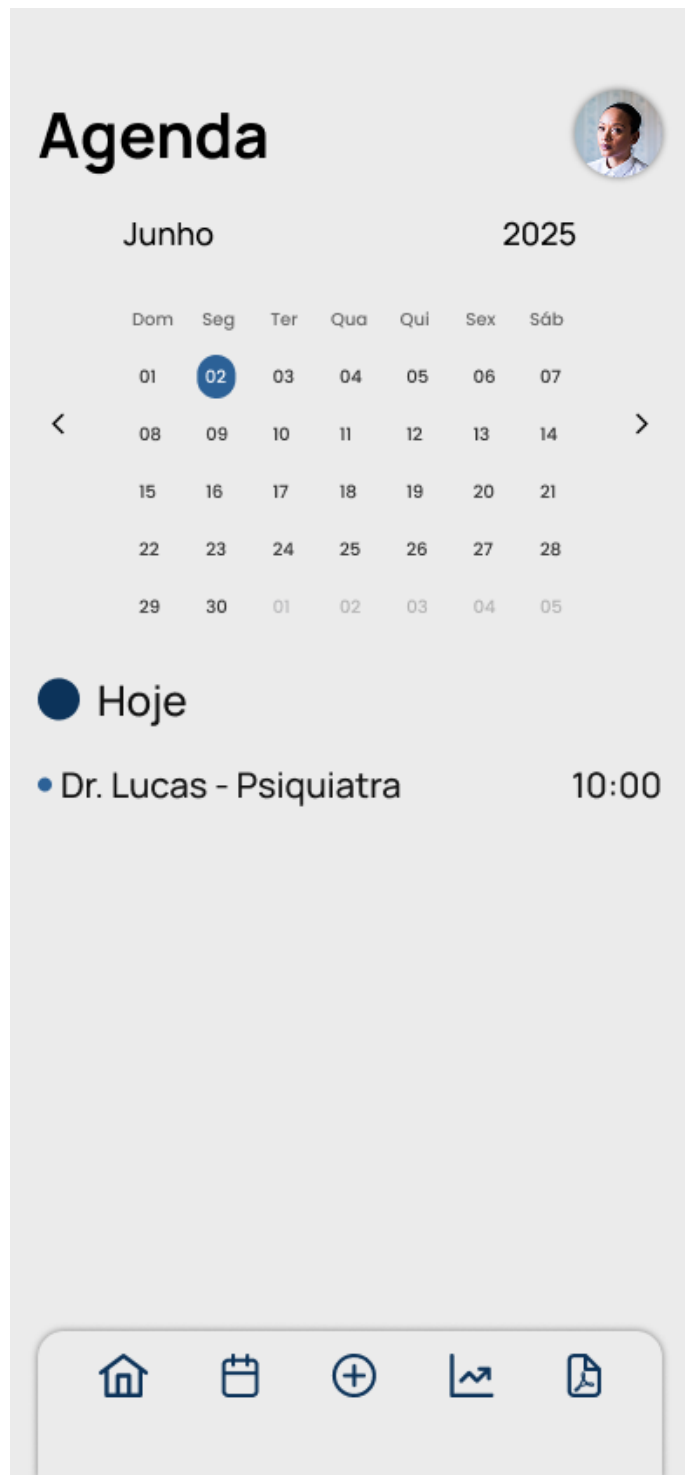 Agenda
Junho 2025
Dom Seg Ter Qua Qui Sex Sáb
01 02 03 04 05 06 07
08 09 10 11 12 13 14
15 16 17 18 19 20 21
22 23 24 25 26 27 28
29 30 01 02 03 04 05
Hoje
Dr. Lucas - Psiquiatra 10:00